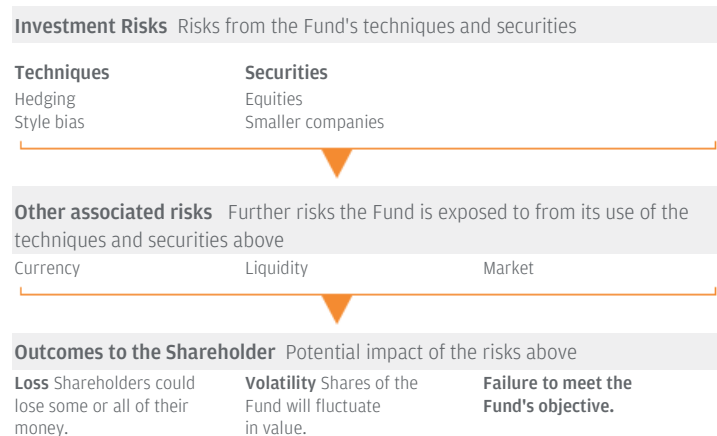 Investment Risks Risks from the Fund's techniques and securities
Techniques Securities
Hedging Equities
Style bias Smaller companies
Other associated risks Further risks the Fund is exposed to from its use of the
techniques and securities above
Currency Liquidity Market
Outcomes to the Shareholder Potential impact of the risks above
Loss Shareholders could
lose some or all of their
money.
Volatility Shares of the
Fund will fluctuate
in value.
Failure to meet the
Fund's objective.